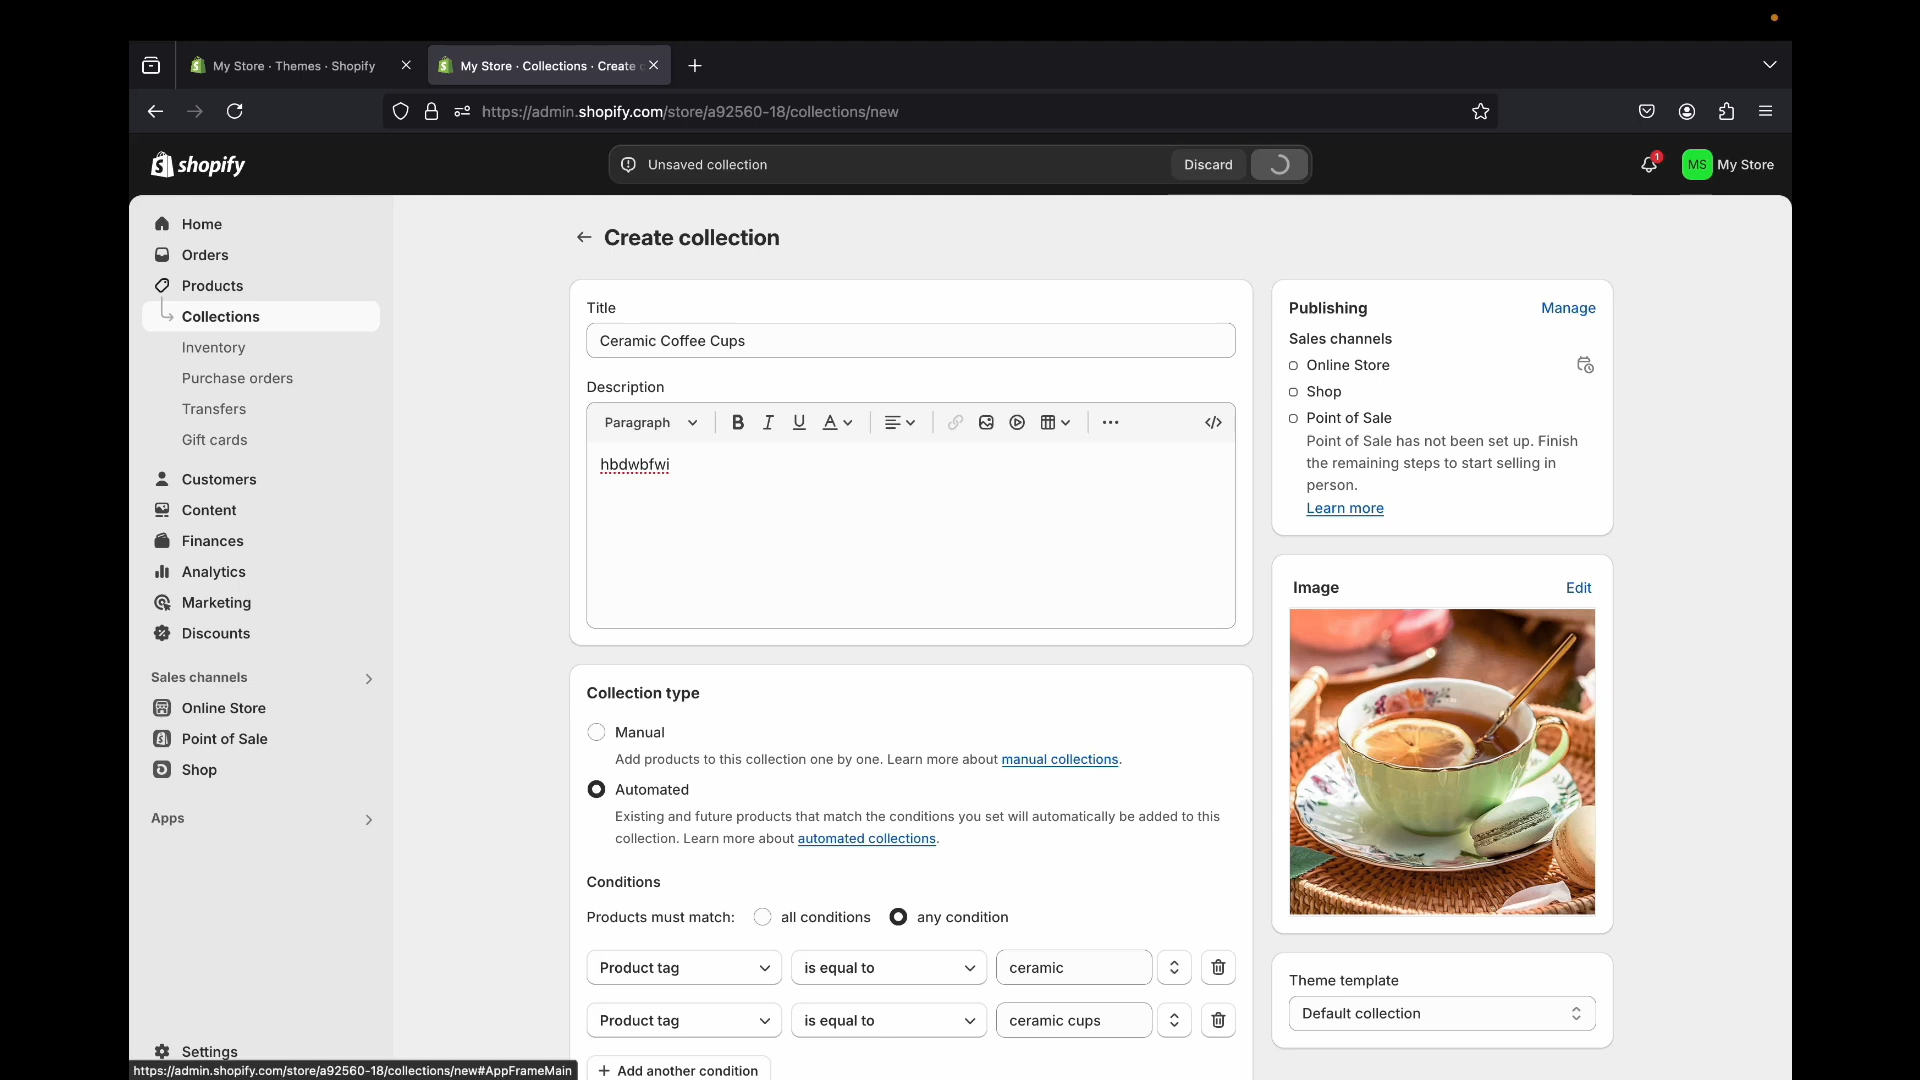 My Store · Themes · Shopify
My Store · Collections · Create
https://admin.shopify.com/store/a92560-18/collections/new
shopify
Unsaved collection
Discard
1
MS
My Store
Home
Orders
Products
Collections
Inventory
Purchase orders
Transfers
Gift cards
Customers
Content
Finances
Analytics
Marketing
Discounts
Sales channels
Online Store
Point of Sale
Shop
Apps
Settings
https://admin.shopify.com/store/a92560-18/collections/new#AppFrameMain
Create collection
Title
Ceramic Coffee Cups
Description
Paragraph
B I U A
hbdwbfwi
Collection type
Manual
Add products to this collection one by one. Learn more about manual collections.
Automated
Existing and future products that match the conditions you set will automatically be added to this
collection. Learn more about automated collections.
Conditions
Products must match: all conditions any condition
Product tag is equal to ceramic
Product tag is equal to ceramic cups
+ Add another condition
Publishing
Manage
Sales channels
Online Store
Shop
Point of Sale
Point of Sale has not been set up. Finish
the remaining steps to start selling in
person.
Learn more
Image
Edit
Theme template
Default collection